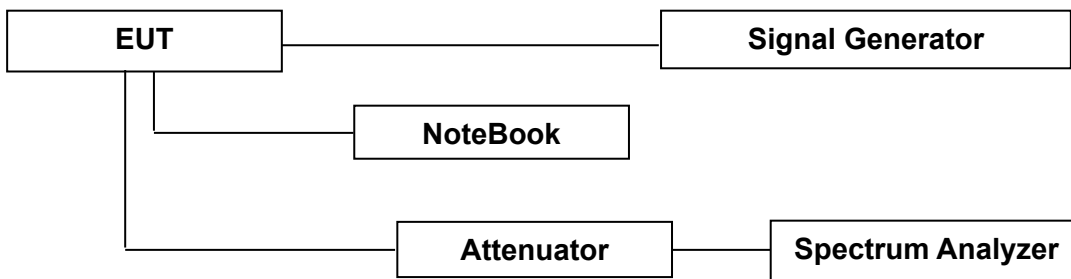 EUT
Signal Generator
NoteBook
Attenuator
Spectrum Analyzer